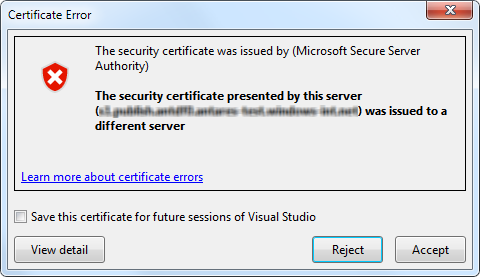 Certificate Error
The security certificate was issued by (Microsoft Secure Server
Authority)
The security certificate presented by this server
( ) was issued to a
different server
Learn more about certificate errors
Save this certificate for future sessions of Visual Studio
View detail
Reject
Accept